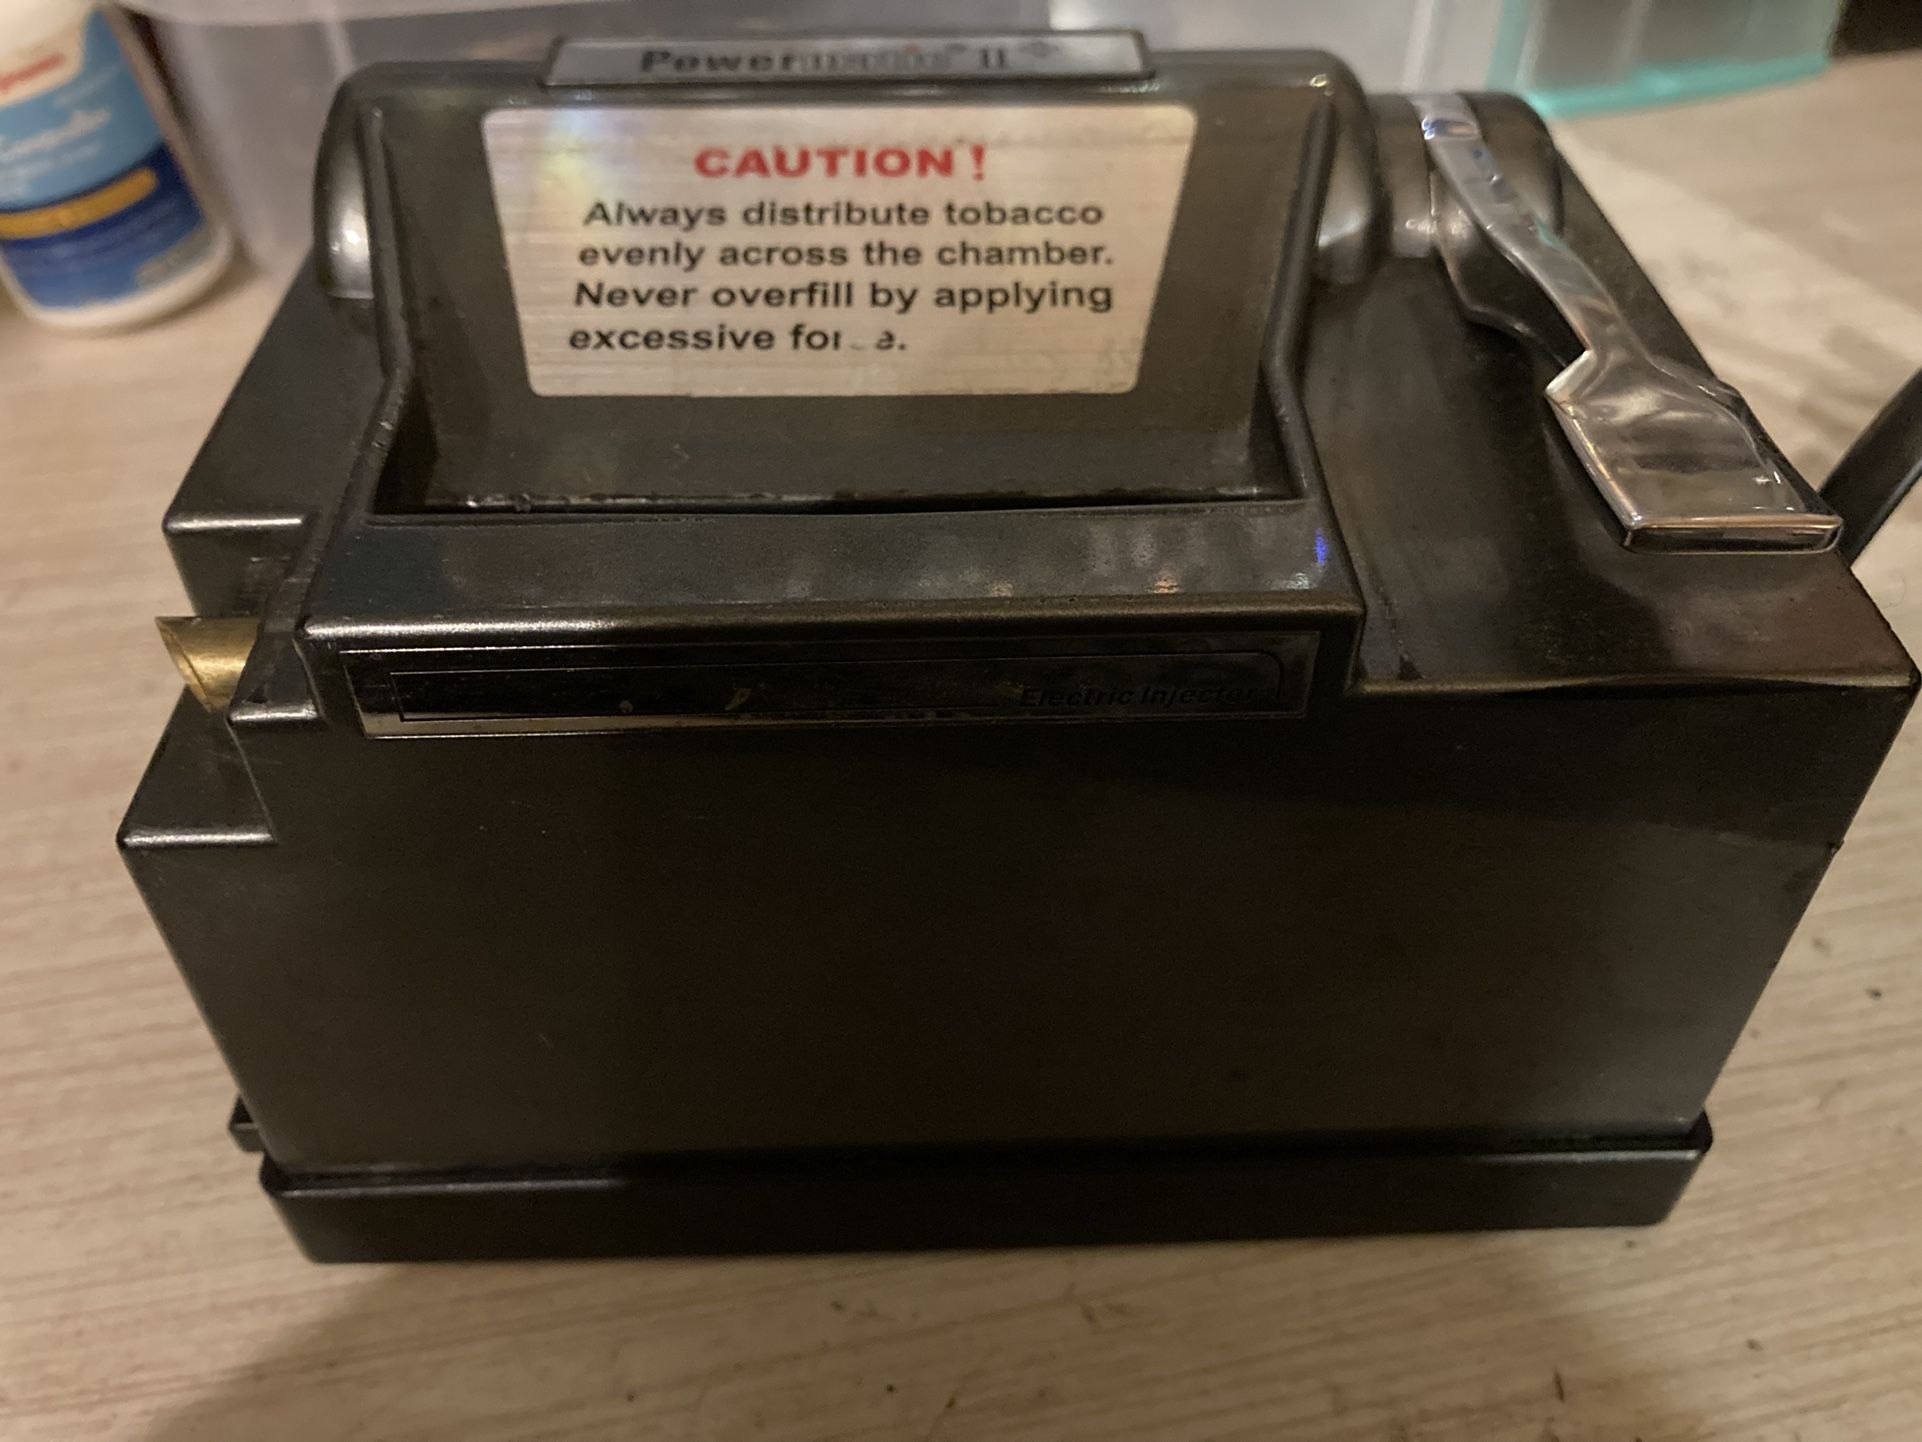 Powermatic II +
CAUTION!
Always distribute tobacco
evenly across the chamber.
Never overfill by applying
excessive
Electric Injector